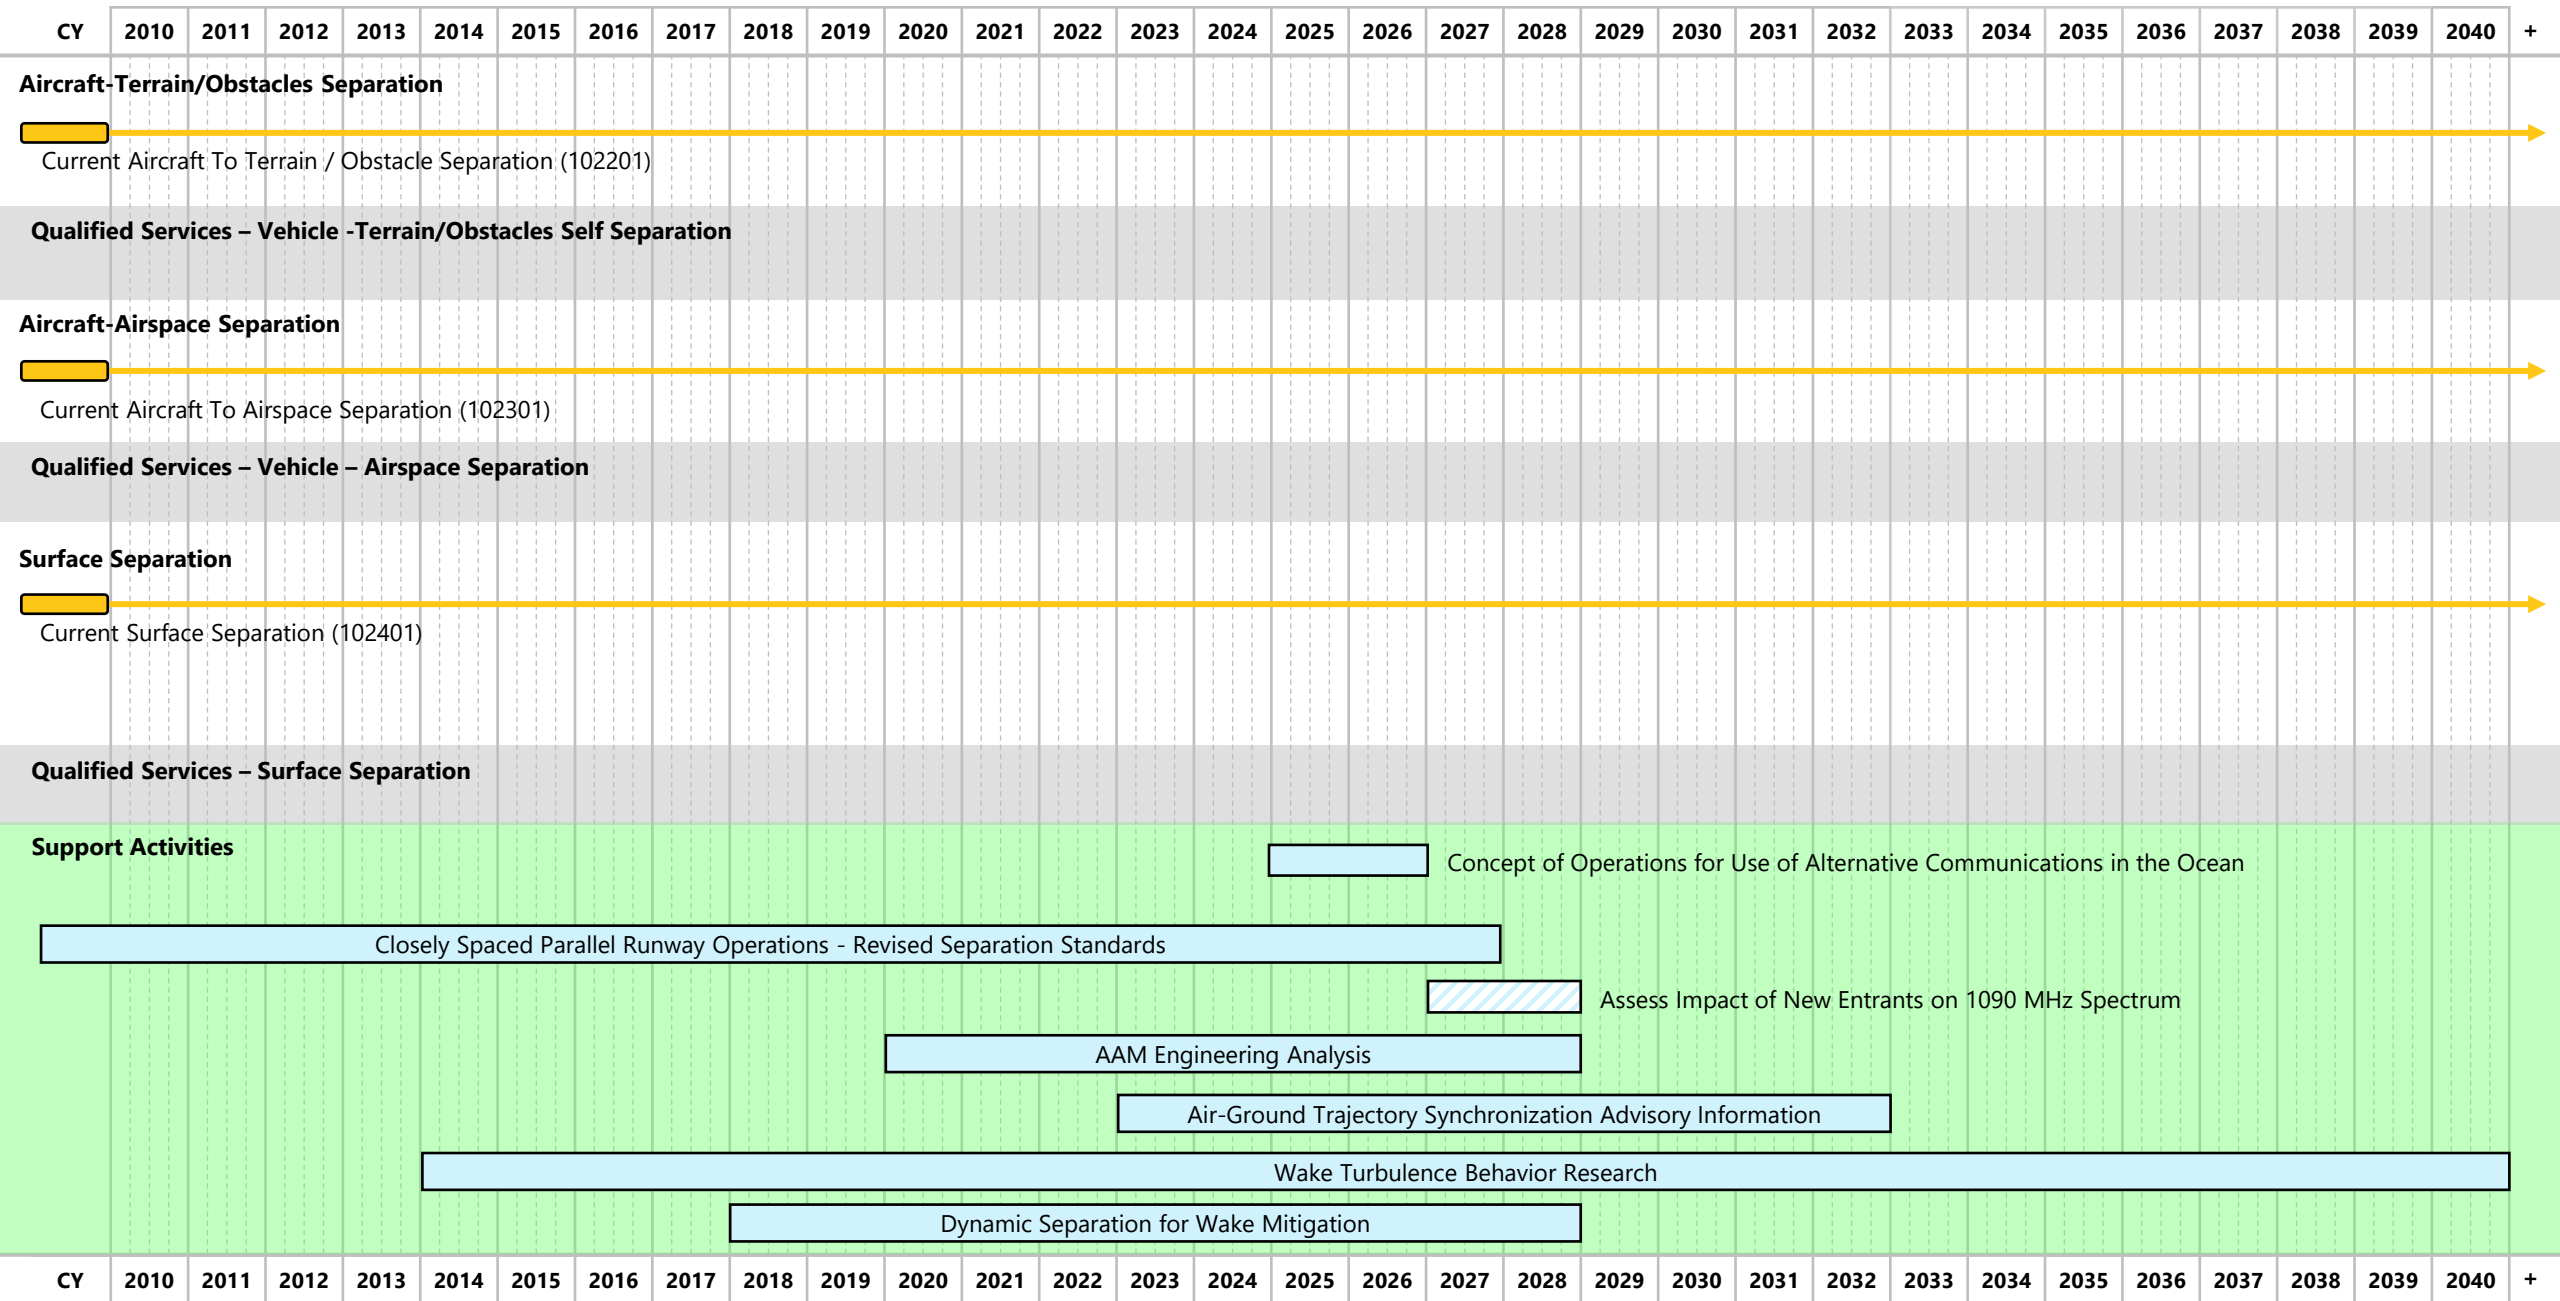 CY 2010 2011 2012 2013 2014 2015 2016 2017 2018 2019 2020 2021 2022 2023 2024 2025 2026 2027 2028 2029 2030 2031 2032 2033 2034 2035 2036 2037 2038 2039 2040 +
Aircraft-Terrain/Obstacles Separation
Current Aircraft To Terrain / Obstacle Separation (102201)
Qualified Services – Vehicle -Terrain/Obstacles Self Separation
Aircraft-Airspace Separation
Current Aircraft To Airspace Separation (102301)
Qualified Services – Vehicle – Airspace Separation
Surface Separation
Current Surface Separation (102401)
Qualified Services – Surface Separation
Support Activities
Concept of Operations for Use of Alternative Communications in the Ocean
Closely Spaced Parallel Runway Operations - Revised Separation Standards
Assess Impact of New Entrants on 1090 MHz Spectrum
AAM Engineering Analysis
Air-Ground Trajectory Synchronization Advisory Information
Wake Turbulence Behavior Research
Dynamic Separation for Wake Mitigation
CY 2010 2011 2012 2013 2014 2015 2016 2017 2018 2019 2020 2021 2022 2023 2024 2025 2026 2027 2028 2029 2030 2031 2032 2033 2034 2035 2036 2037 2038 2039 2040 +